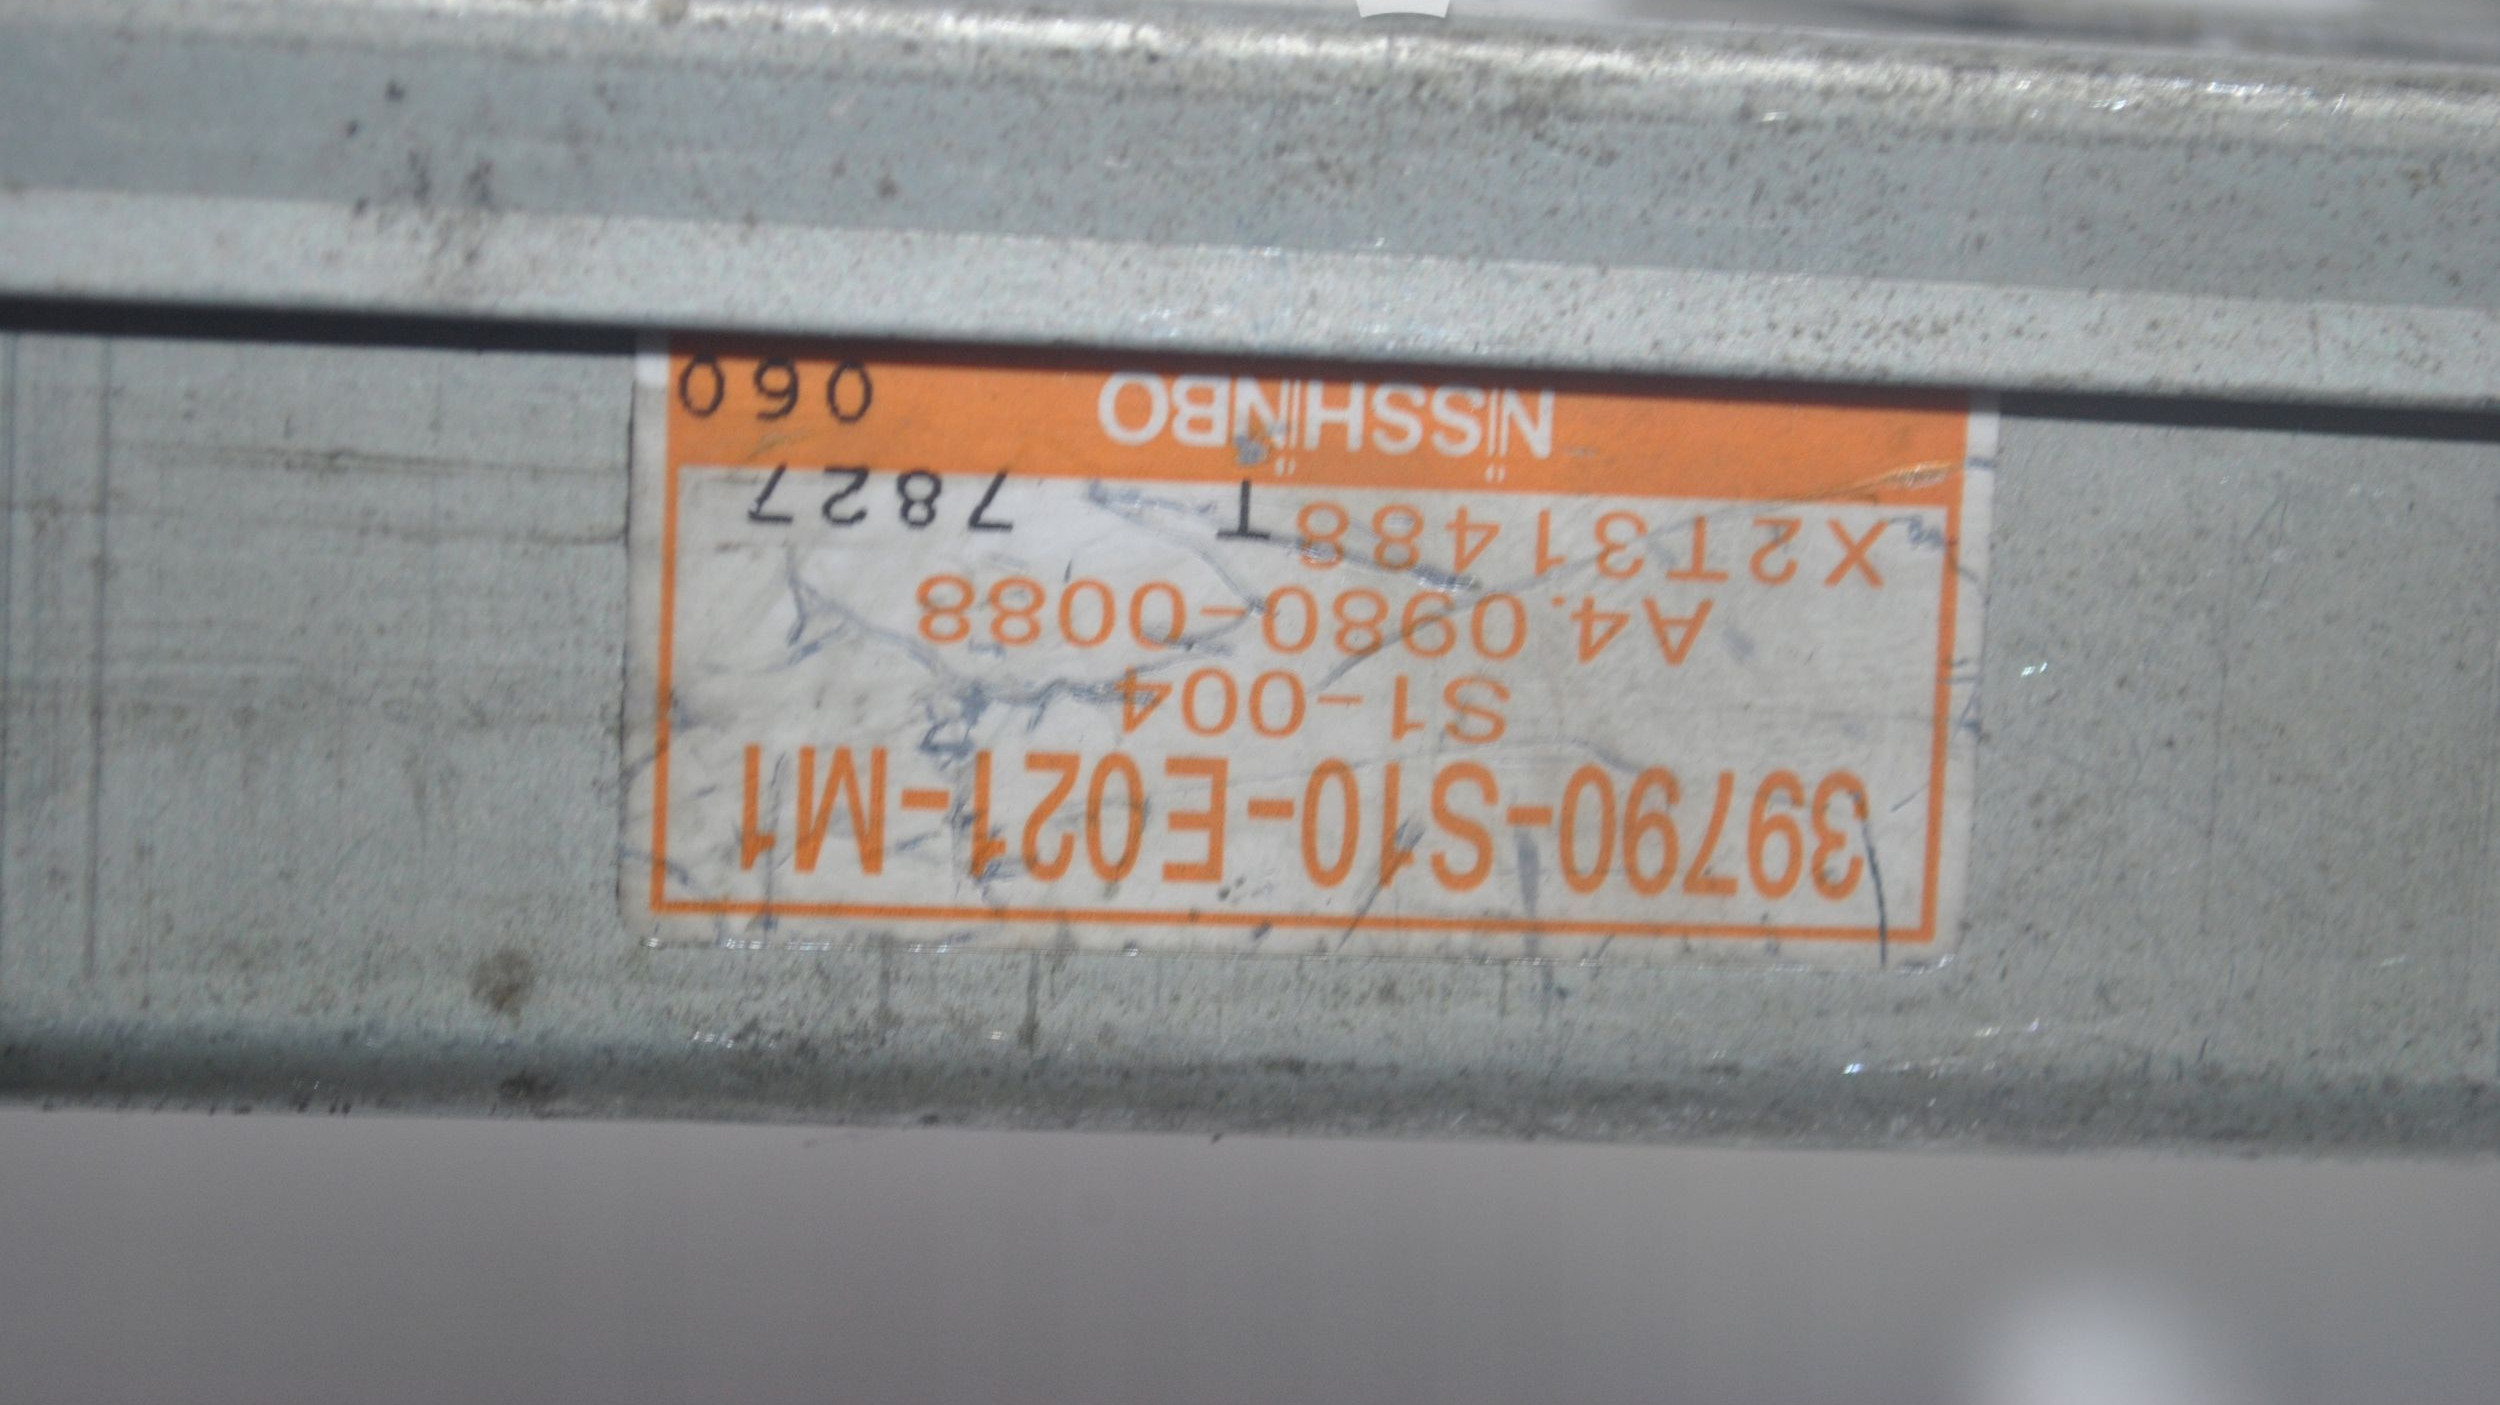 39790-S10-E021-M1
S1-004
A4.0980-0088
X2T31488 T 7827
NISSHINBO 060